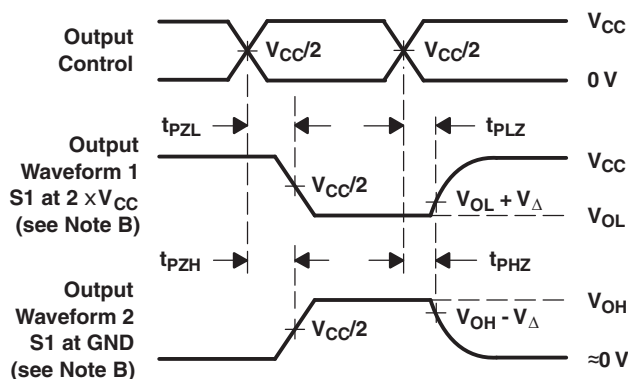 Output
Control
V_CC/2
V_CC/2
V_CC
0 V
t_PZL
t_PLZ
Output
Waveform 1
S1 at 2 × V_CC
(see Note B)
V_CC/2
V_OL + V_Δ
V_CC
V_OL
t_PZH
t_PHZ
Output
Waveform 2
S1 at GND
(see Note B)
V_CC/2
V_OH - V_Δ
V_OH
≈0 V